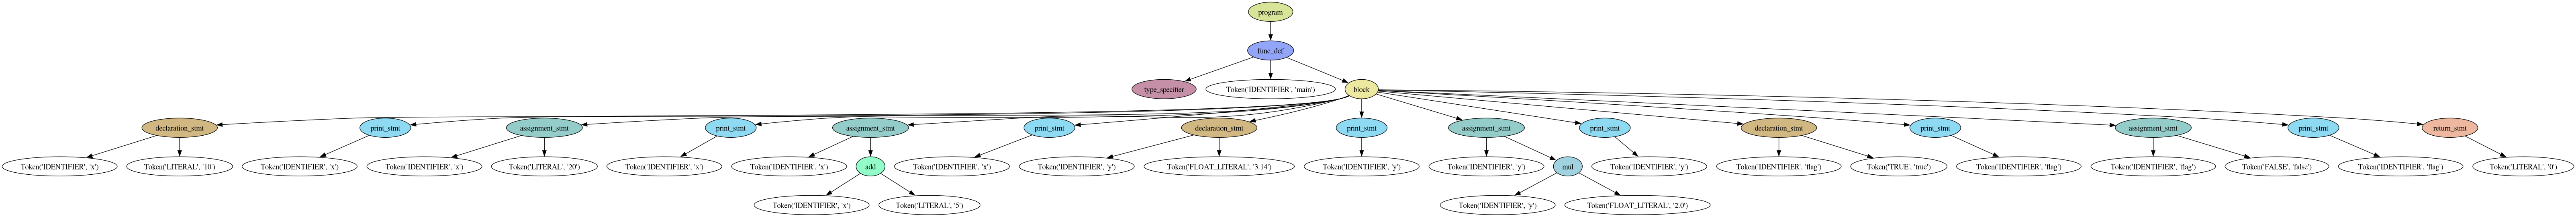 program
func_def
type_specifier
Token('IDENTIFIER', 'main')
block
declaration_stmt
print_stmt
assignment_stmt
print_stmt
assignment_stmt
print_stmt
declaration_stmt
print_stmt
assignment_stmt
print_stmt
declaration_stmt
print_stmt
assignment_stmt
print_stmt
return_stmt
Token('IDENTIFIER', 'x')
Token('LITERAL', '10')
Token('IDENTIFIER', 'x')
Token('IDENTIFIER', 'x')
Token('LITERAL', '20')
Token('IDENTIFIER', 'x')
Token('IDENTIFIER', 'x')
add
Token('IDENTIFIER', 'x')
Token('IDENTIFIER', 'y')
Token('FLOAT_LITERAL', '3.14')
Token('IDENTIFIER', 'y')
Token('IDENTIFIER', 'y')
mul
Token('IDENTIFIER', 'y')
Token('IDENTIFIER', 'flag')
Token('TRUE', 'true')
Token('IDENTIFIER', 'flag')
Token('IDENTIFIER', 'flag')
Token('FALSE', 'false')
Token('IDENTIFIER', 'flag')
Token('LITERAL', '0')
Token('IDENTIFIER', 'x')
Token('LITERAL', '5')
Token('IDENTIFIER', 'y')
Token('FLOAT_LITERAL', '2.0')